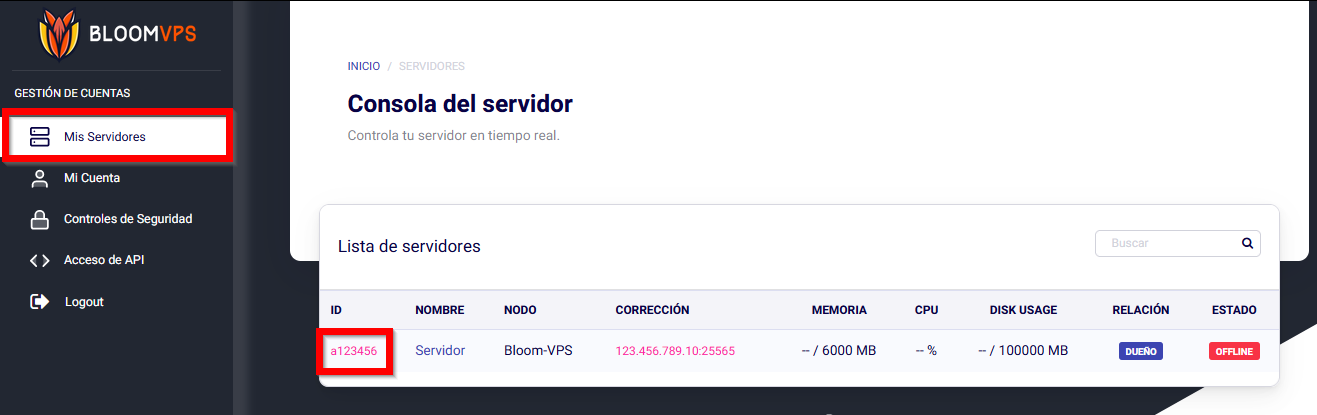 BLOOMVPS
GESTIÓN DE CUENTAS
Mis Servidores
Mi Cuenta
Controles de Seguridad
Acceso de API
Logout
INICIO / SERVIDORES
Consola del servidor
Controla tu servidor en tiempo real.
Lista de servidores
Buscar
ID NOMBRE NODO CORRECCIÓN MEMORIA CPU DISK USAGE RELACIÓN ESTADO
a123456 Servidor Bloom-VPS 123.456.789.10:25565 -- / 6000 MB -- % -- / 100000 MB DUEÑO OFFLINE